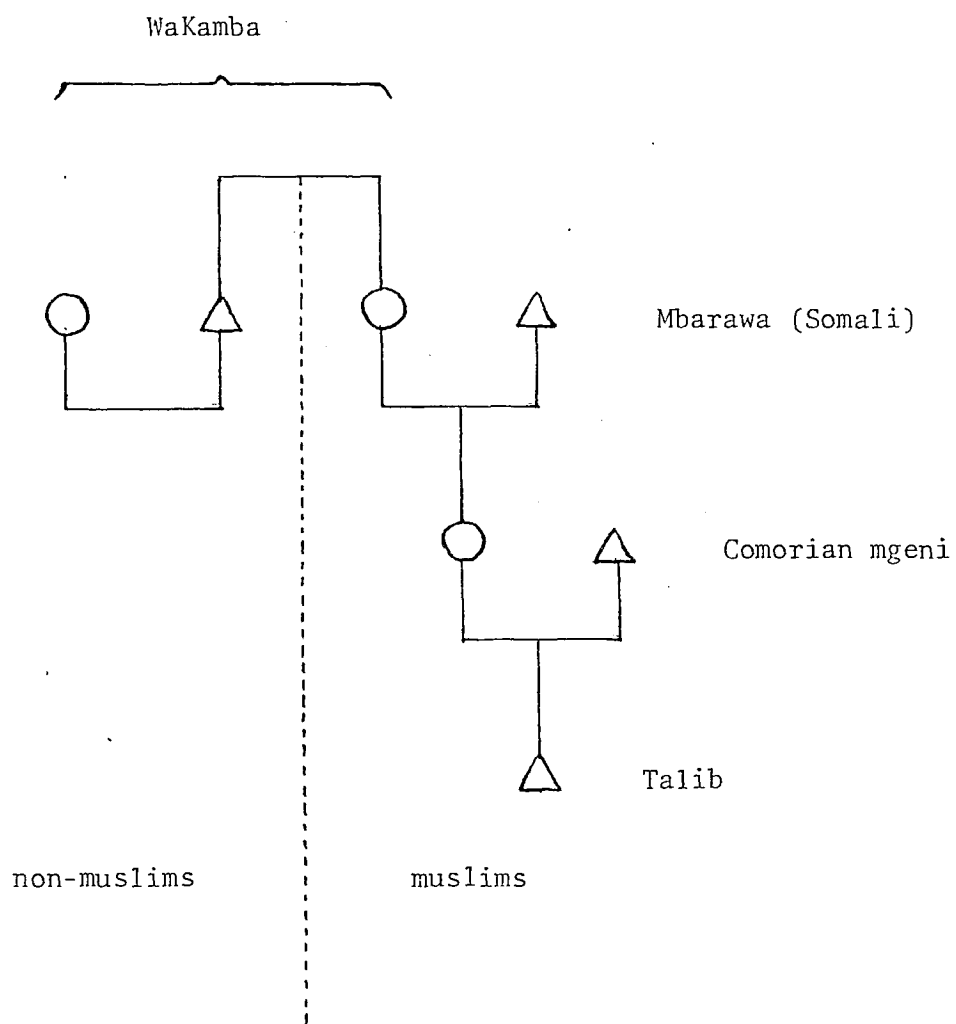 WaKamba
Mbarawa (Somali)
Comorian mgeni
Talib
non-muslims
muslims